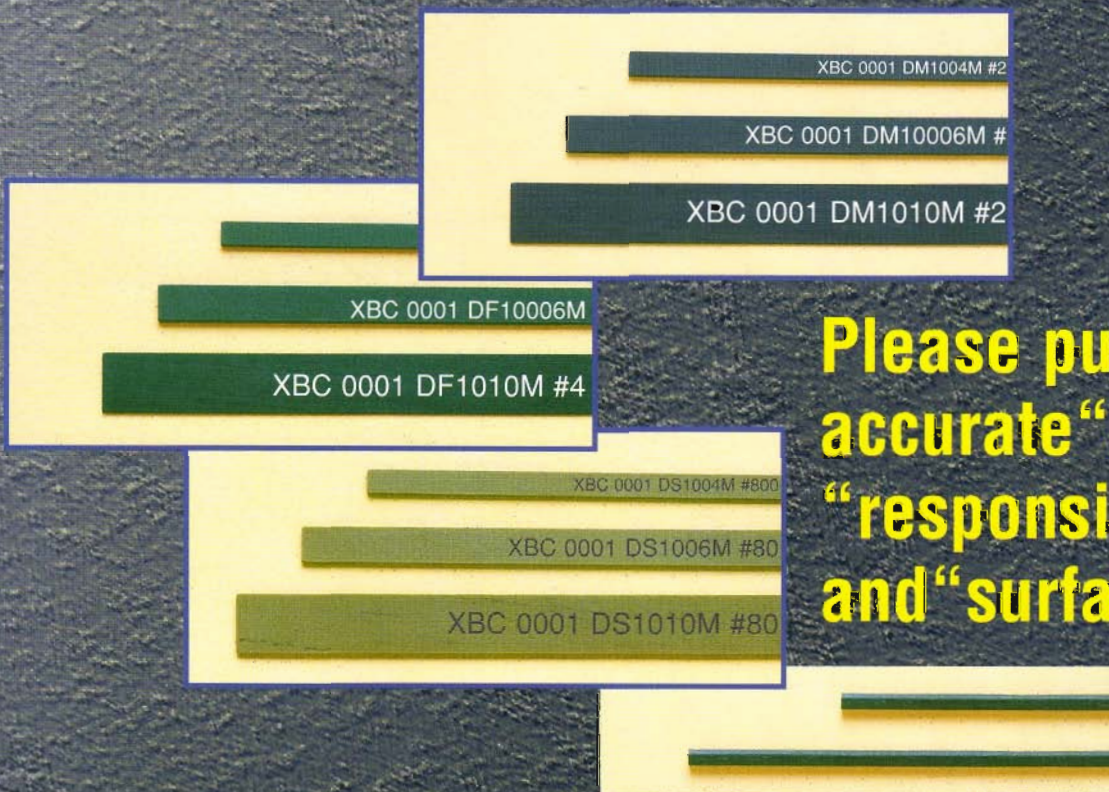 XBC 0001 DM1004M #2
XBC 0001 DM10006M #
XBC 0001 DM1010M #2
XBC 0001 DF10006M
XBC 0001 DF1010M #4
XBC 0001 DS1004M #800
XBC 0001 DS1006M #80
XBC 0001 DS1010M #80
Please pu
accurate“
“responsi
and“surfa